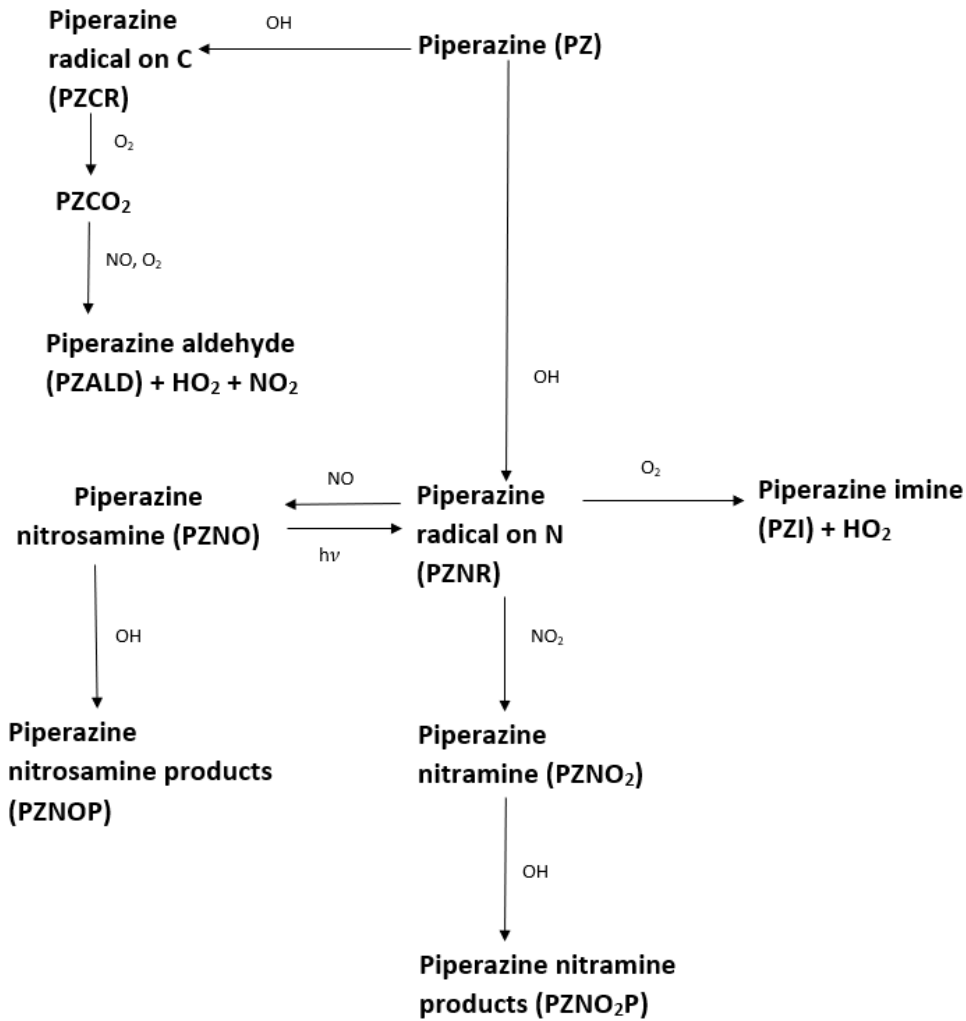 Piperazine
radical on C
(PZCR)
OH
Piperazine (PZ)
O₂
PZCO₂
NO, O₂
Piperazine aldehyde
(PZALD) + HO₂ + NO₂
OH
Piperazine
nitrosamine (PZNO)
NO
hν
Piperazine
radical on N
(PZNR)
O₂
Piperazine imine
(PZI) + HO₂
OH
NO₂
Piperazine
nitrosamine products
(PZNOP)
Piperazine
nitramine (PZNO₂)
OH
Piperazine nitramine
products (PZNO₂P)